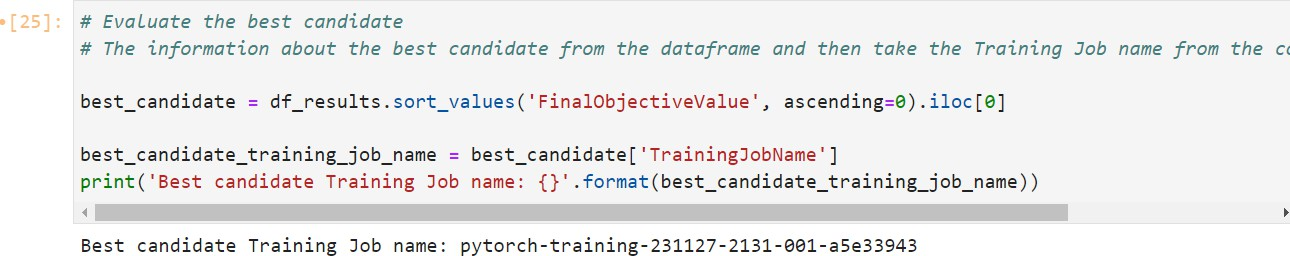 [25]:
# Evaluate the best candidate
# The information about the best candidate from the dataframe and then take the Training Job name from the
best_candidate = df_results.sort_values('FinalObjectiveValue', ascending=0).iloc[0]
best_candidate_training_job_name = best_candidate['TrainingJobName']
print('Best candidate Training Job name: {}'.format(best_candidate_training_job_name))
Best candidate Training Job name: pytorch-training-231127-2131-001-a5e33943